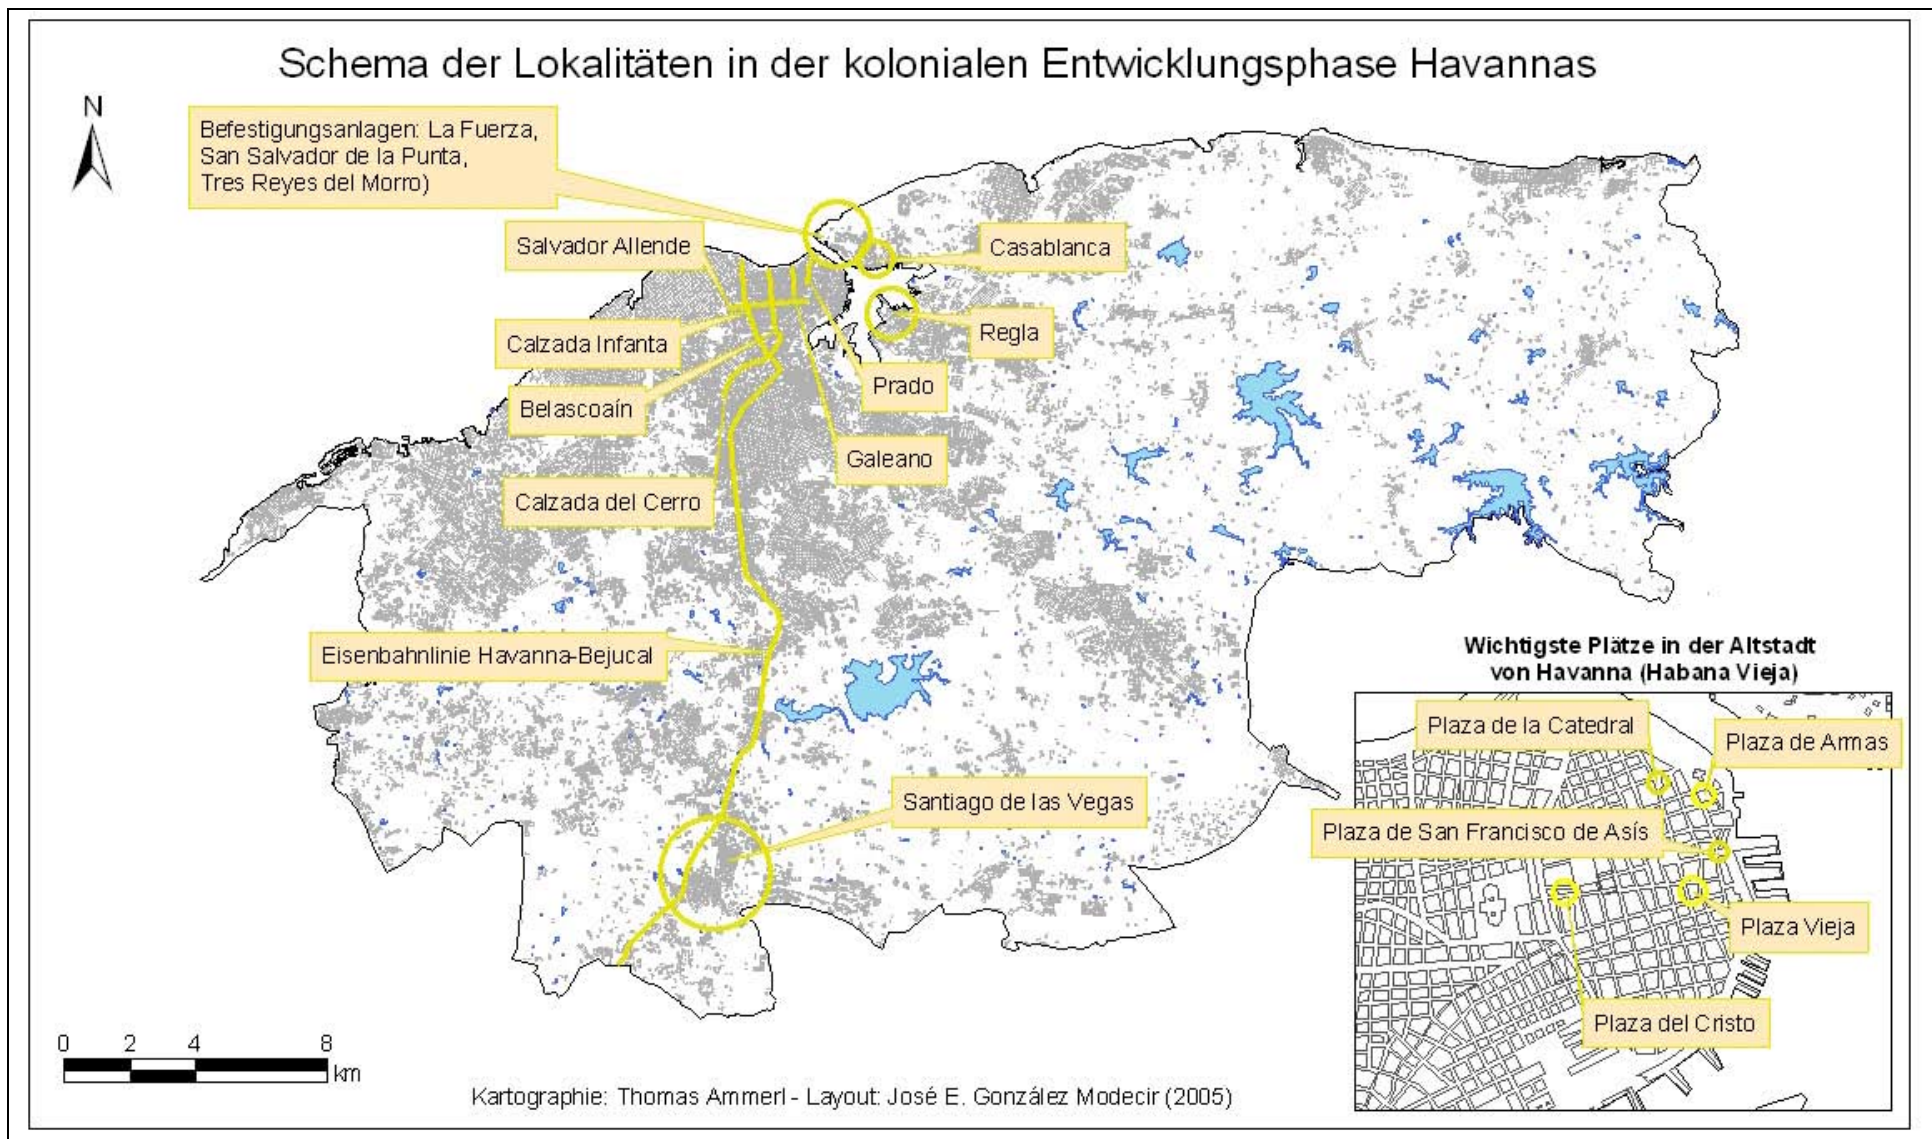 Schema der Lokalitäten in der kolonialen Entwicklungsphase Havannas
N
Befestigungsanlagen: La Fuerza,
San Salvador de la Punta,
Tres Reyes del Morro)
Salvador Allende
Casablanca
Calzada Infanta
Regla
Prado
Belascoaín
Galeano
Calzada del Cerro
Eisenbahnlinie Havanna-Bejucal
Santiago de las Vegas
Wichtigste Plätze in der Altstadt
von Havanna (Habana Vieja)
Plaza de la Catedral
Plaza de Armas
Plaza de San Francisco de Asís
Plaza Vieja
Plaza del Cristo
0 2 4 8
km
Kartographie: Thomas Ammerl - Layout: José E. González Modecir (2005)